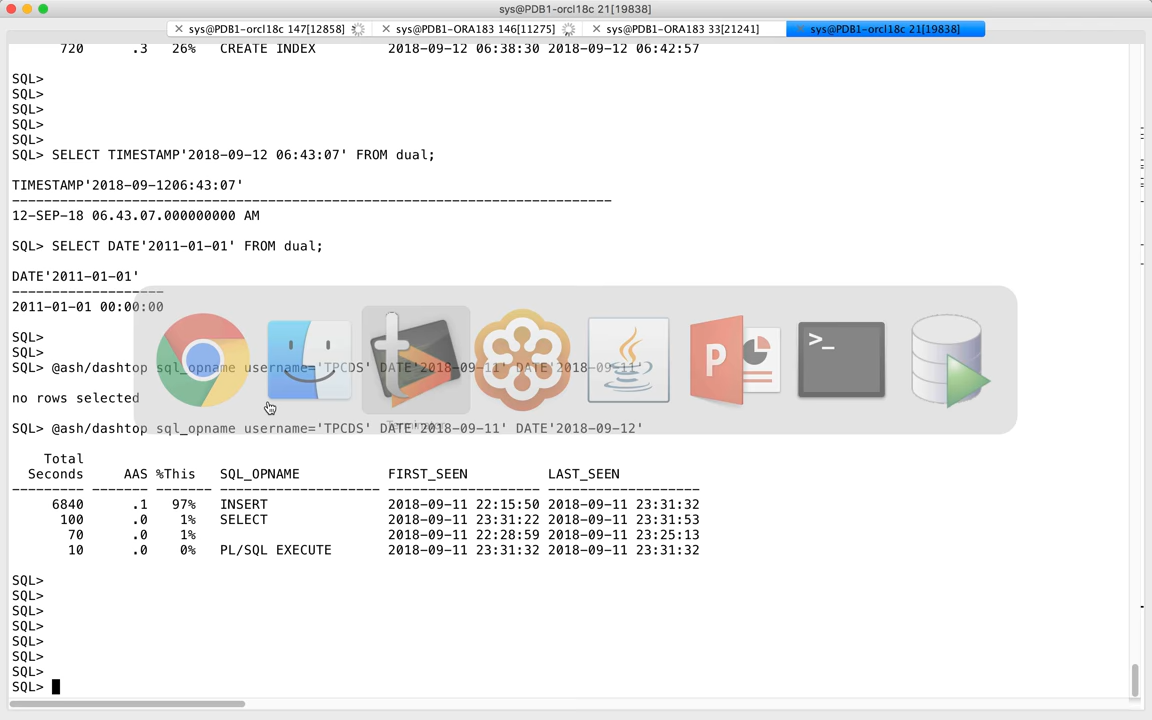 sys@PDB1-orcl18c 21[19838]
sys@PDB1-orcl18c 147[12858] sys@PDB1-ORA183 146[11275] sys@PDB1-ORA183 33[21241] sys@PDB1-orcl18c 21[19838]
720 .3 26% CREATE INDEX 2018-09-12 06:38:30 2018-09-12 06:42:57
SQL>
SQL>
SQL>
SQL>
SQL>
SQL> SELECT TIMESTAMP'2018-09-12 06:43:07' FROM dual;
TIMESTAMP'2018-09-1206:43:07'
---------------------------------------------------------------------------
12-SEP-18 06.43.07.000000000 AM
SQL> SELECT DATE'2011-01-01' FROM dual;
DATE'2011-01-01'
-------------------
2011-01-01 00:00:00
SQL>
SQL>
SQL> @ash/dashtop sql_opname username='TPCDS' DATE'2018-09-11' DATE'2018-09-11'
no rows selected
SQL> @ash/dashtop sql_opname username='TPCDS' DATE'2018-09-11' DATE'2018-09-12'
Total
Seconds AAS %This SQL_OPNAME FIRST_SEEN LAST_SEEN
--------- ------- ------- -------------------- ------------------- -------------------
6840 .1 97% INSERT 2018-09-11 22:15:50 2018-09-11 23:31:32
100 .0 1% SELECT 2018-09-11 23:31:22 2018-09-11 23:31:53
70 .0 1% 2018-09-11 22:28:59 2018-09-11 23:25:13
10 .0 0% PL/SQL EXECUTE 2018-09-11 23:31:32 2018-09-11 23:31:32
SQL>
SQL>
SQL>
SQL>
SQL>
SQL>
SQL>
SQL>